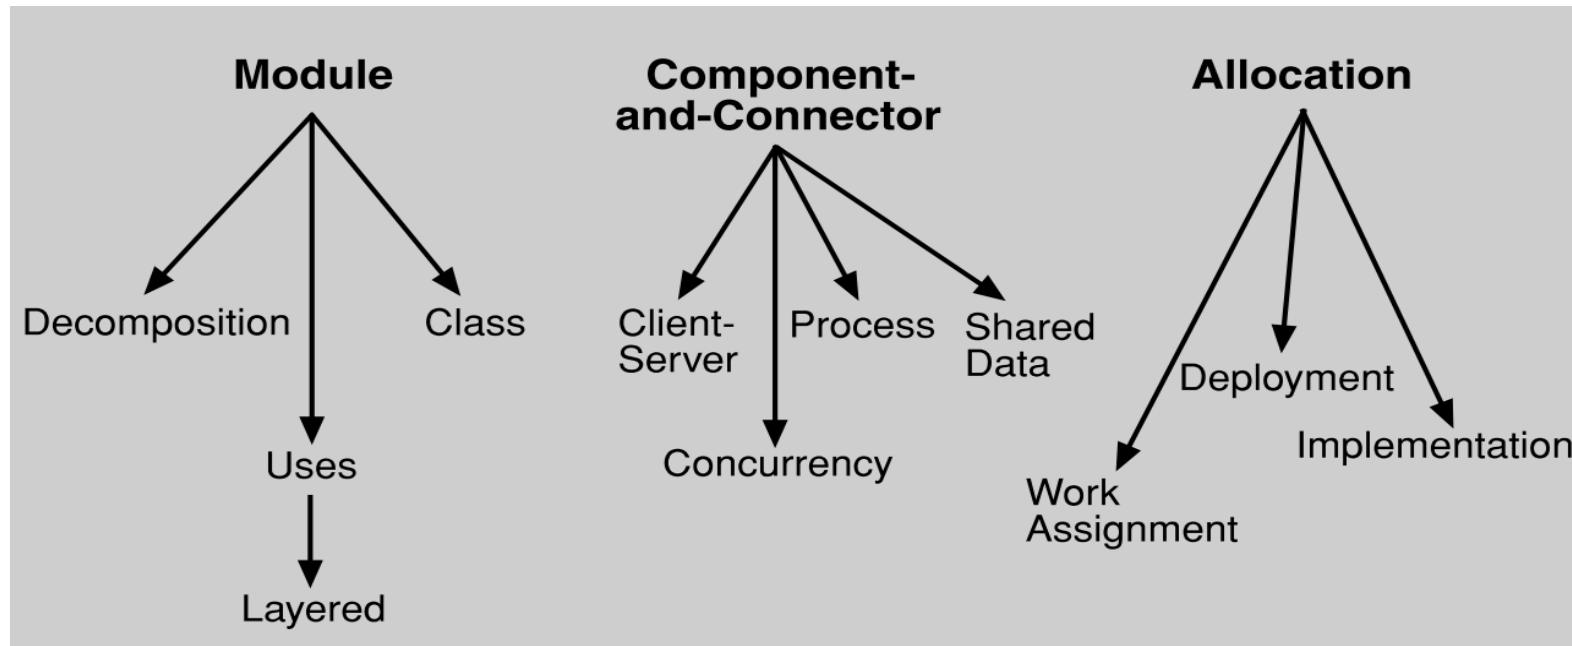 Module
Component-
and-Connector
Allocation
Decomposition
Class
Uses
Layered
Client-
Server
Process
Shared
Data
Concurrency
Deployment
Implementation
Work
Assignment